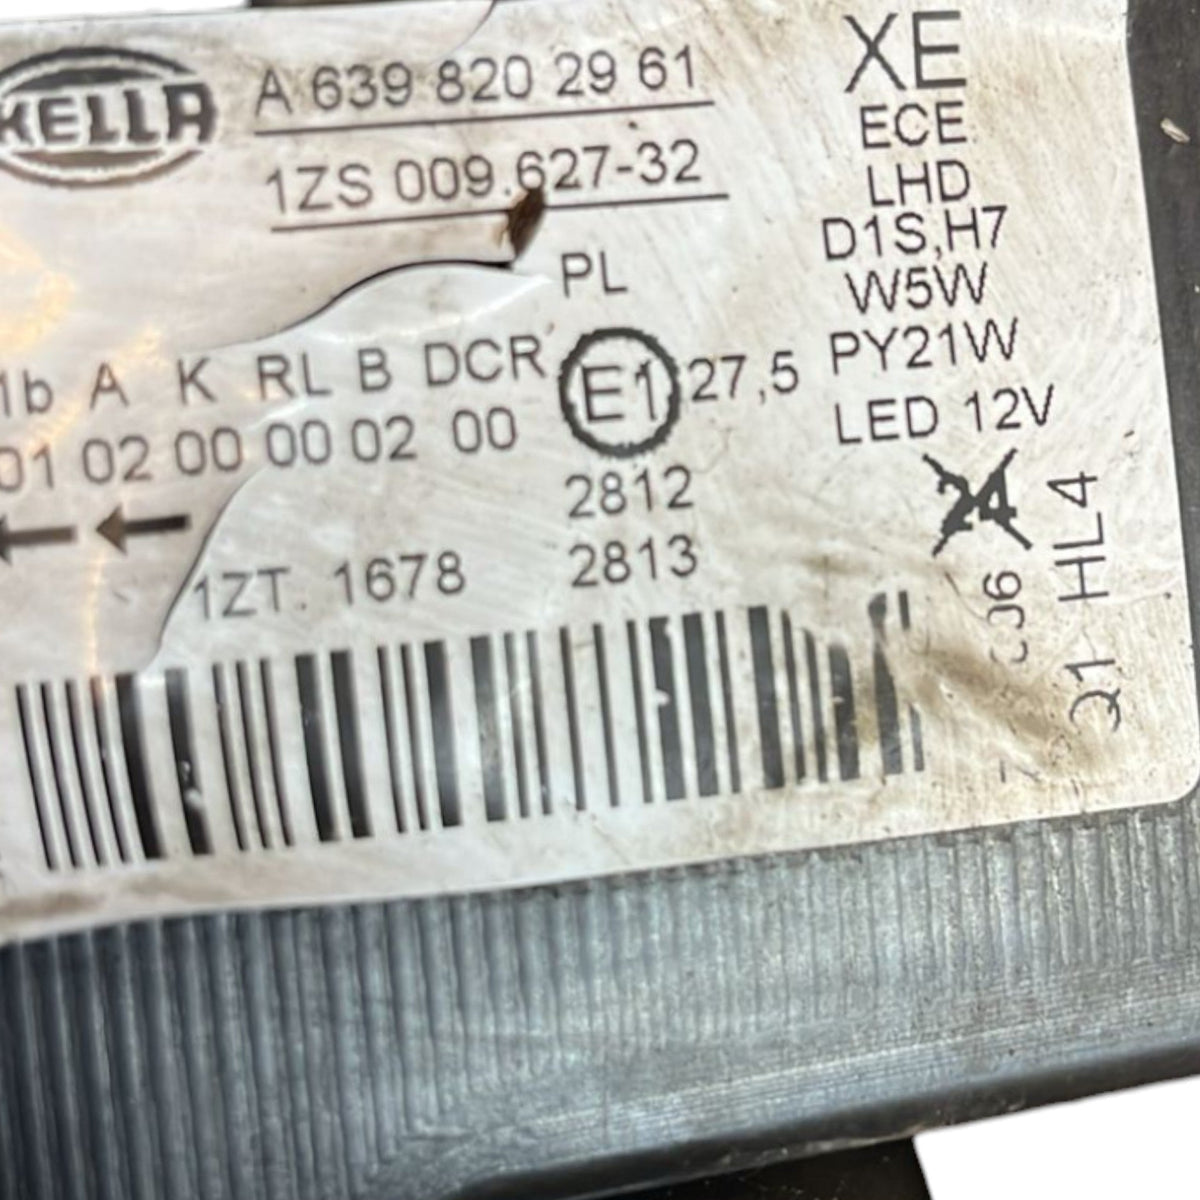 HELLA
A 639 820 29 61
1ZS 009.627-32
PL
1b A K RL B DCR
01 02 00 00 02 00
E1
27,5
2812
2813
1ZT. 1678
XE
ECE
LHD
D1S,H7
W5W
PY21W
LED 12V
24
HL4